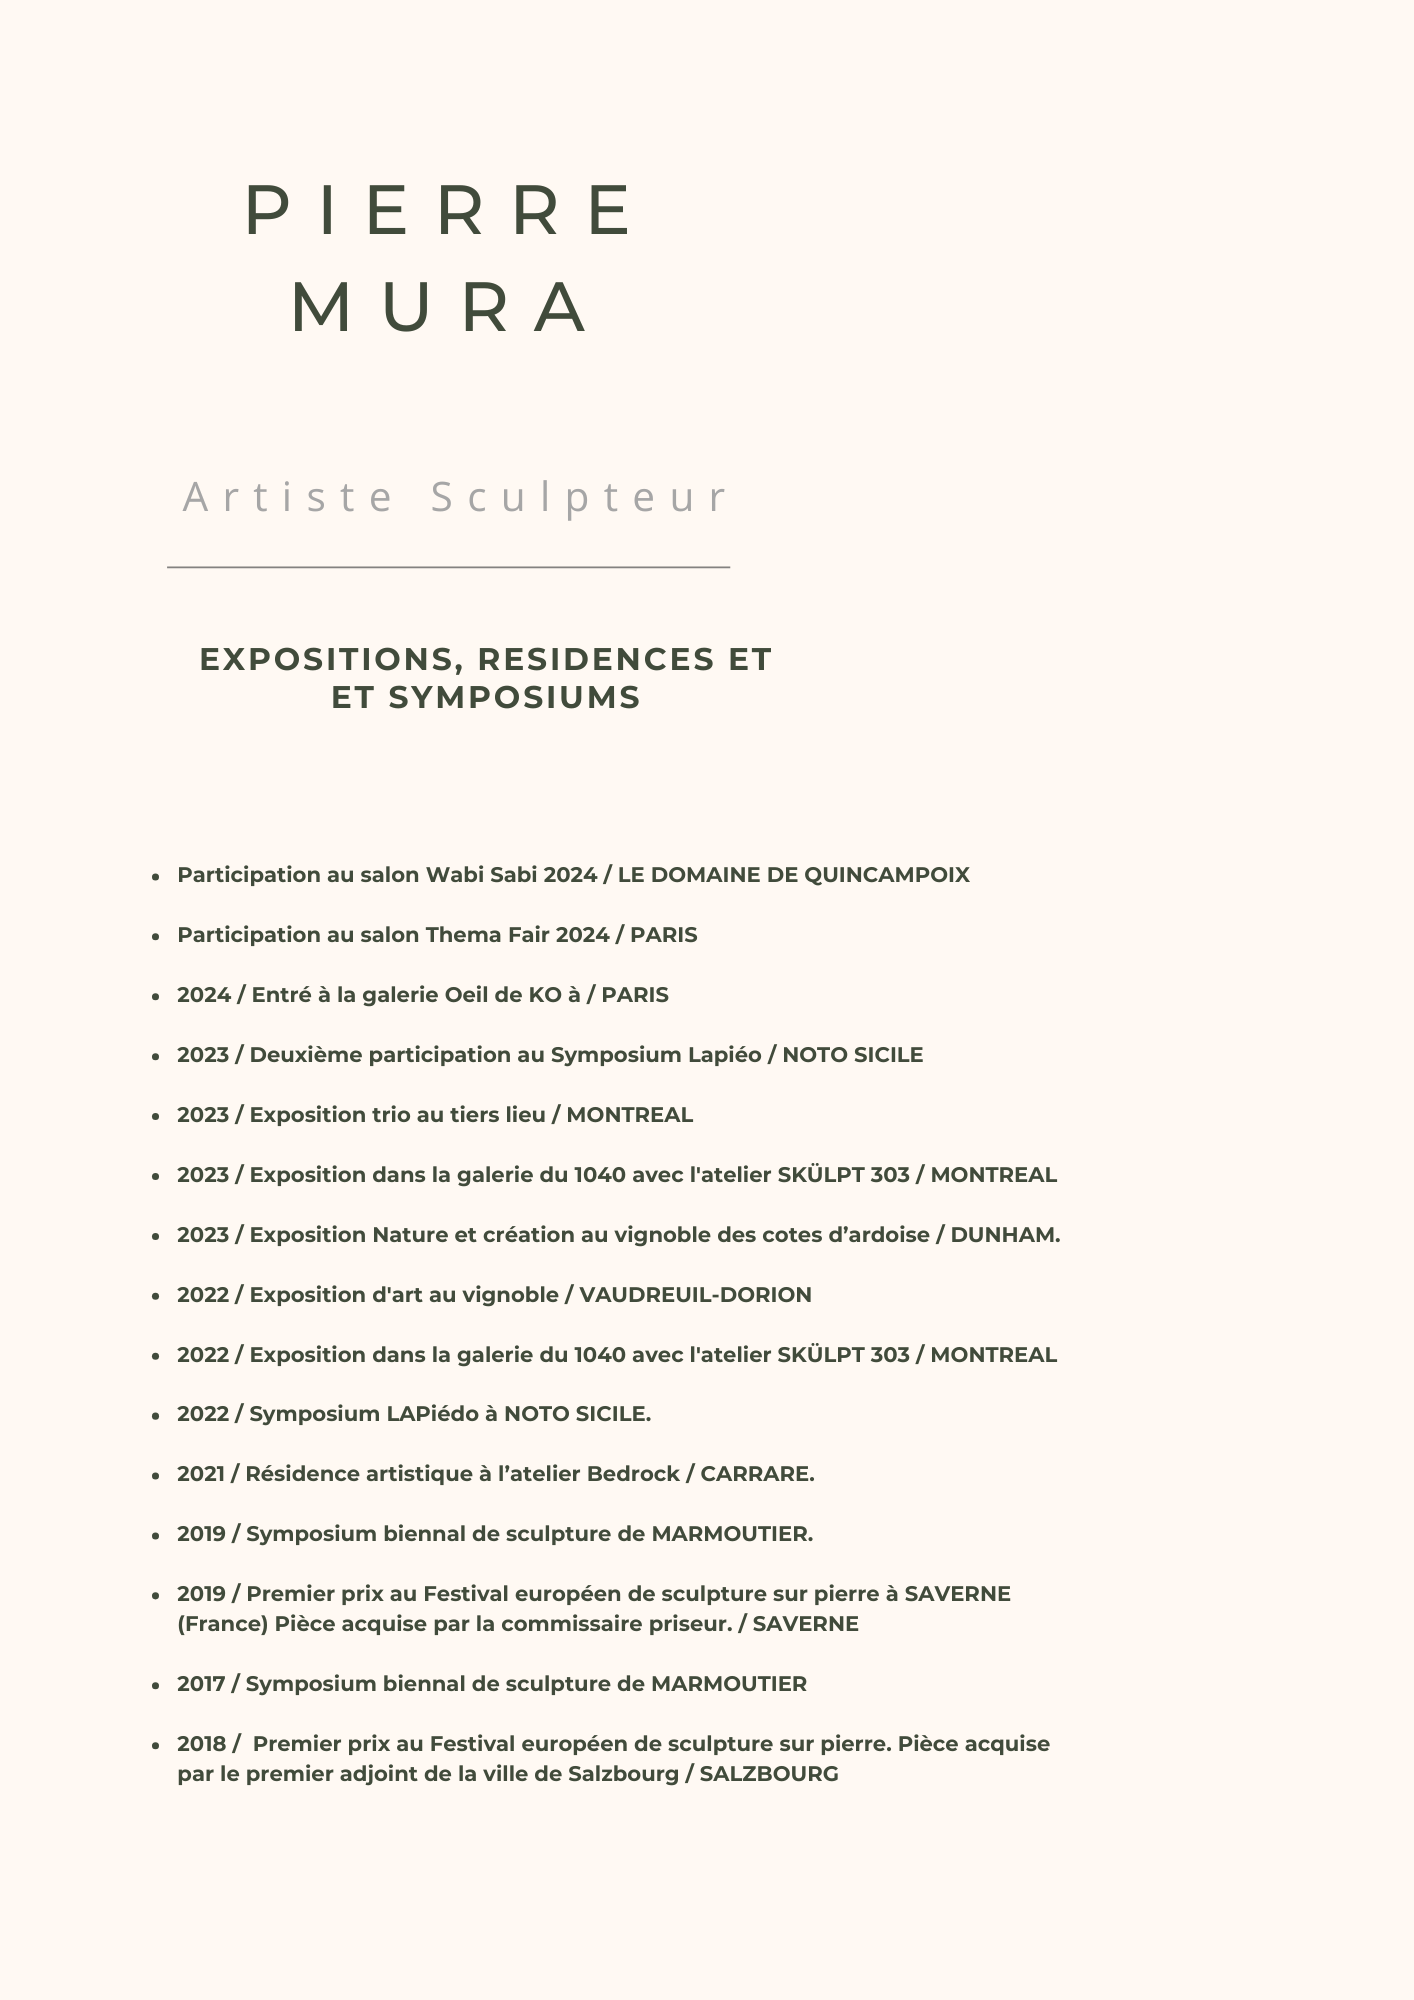 PIERRE
MURA
Artiste Sculpteur
EXPOSITIONS, RESIDENCES ET
ET SYMPOSIUMS
• Participation au salon Wabi Sabi 2024 / LE DOMAINE DE QUINCAMPOIX
• Participation au salon Thema Fair 2024 / PARIS
• 2024 / Entré à la galerie Oeil de KO à / PARIS
• 2023 / Deuxième participation au Symposium Lapiéo / NOTO SICILE
• 2023 / Exposition trio au tiers lieu / MONTREAL
• 2023 / Exposition dans la galerie du 1040 avec l'atelier SKÜLPT 303 / MONTREAL
• 2023 / Exposition Nature et création au vignoble des cotes d’ardoise / DUNHAM.
• 2022 / Exposition d'art au vignoble / VAUDREUIL-DORION
• 2022 / Exposition dans la galerie du 1040 avec l'atelier SKÜLPT 303 / MONTREAL
• 2022 / Symposium LAPiédo à NOTO SICILE.
• 2021 / Résidence artistique à l’atelier Bedrock / CARRARE.
• 2019 / Symposium biennal de sculpture de MARMOUTIER.
• 2019 / Premier prix au Festival européen de sculpture sur pierre à SAVERNE
(France) Pièce acquise par la commissaire priseur. / SAVERNE
• 2017 / Symposium biennal de sculpture de MARMOUTIER
• 2018 /  Premier prix au Festival européen de sculpture sur pierre. Pièce acquise
par le premier adjoint de la ville de Salzbourg / SALZBOURG